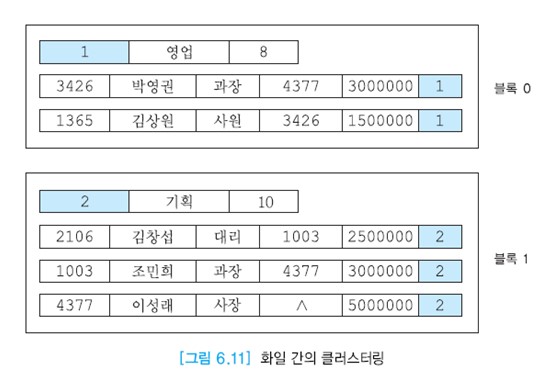 1 영업 8
3426 박영권 과장 4377 3000000 1
블록 0
1365 김상원 사원 3426 1500000 1
2 기획 10
2106 김창섭 대리 1003 2500000 2
블록 1
1003 조민희 과장 4377 3000000 2
4377 이성래 사장 ∧ 5000000 2
[그림 6.11] 화일 간의 클러스터링